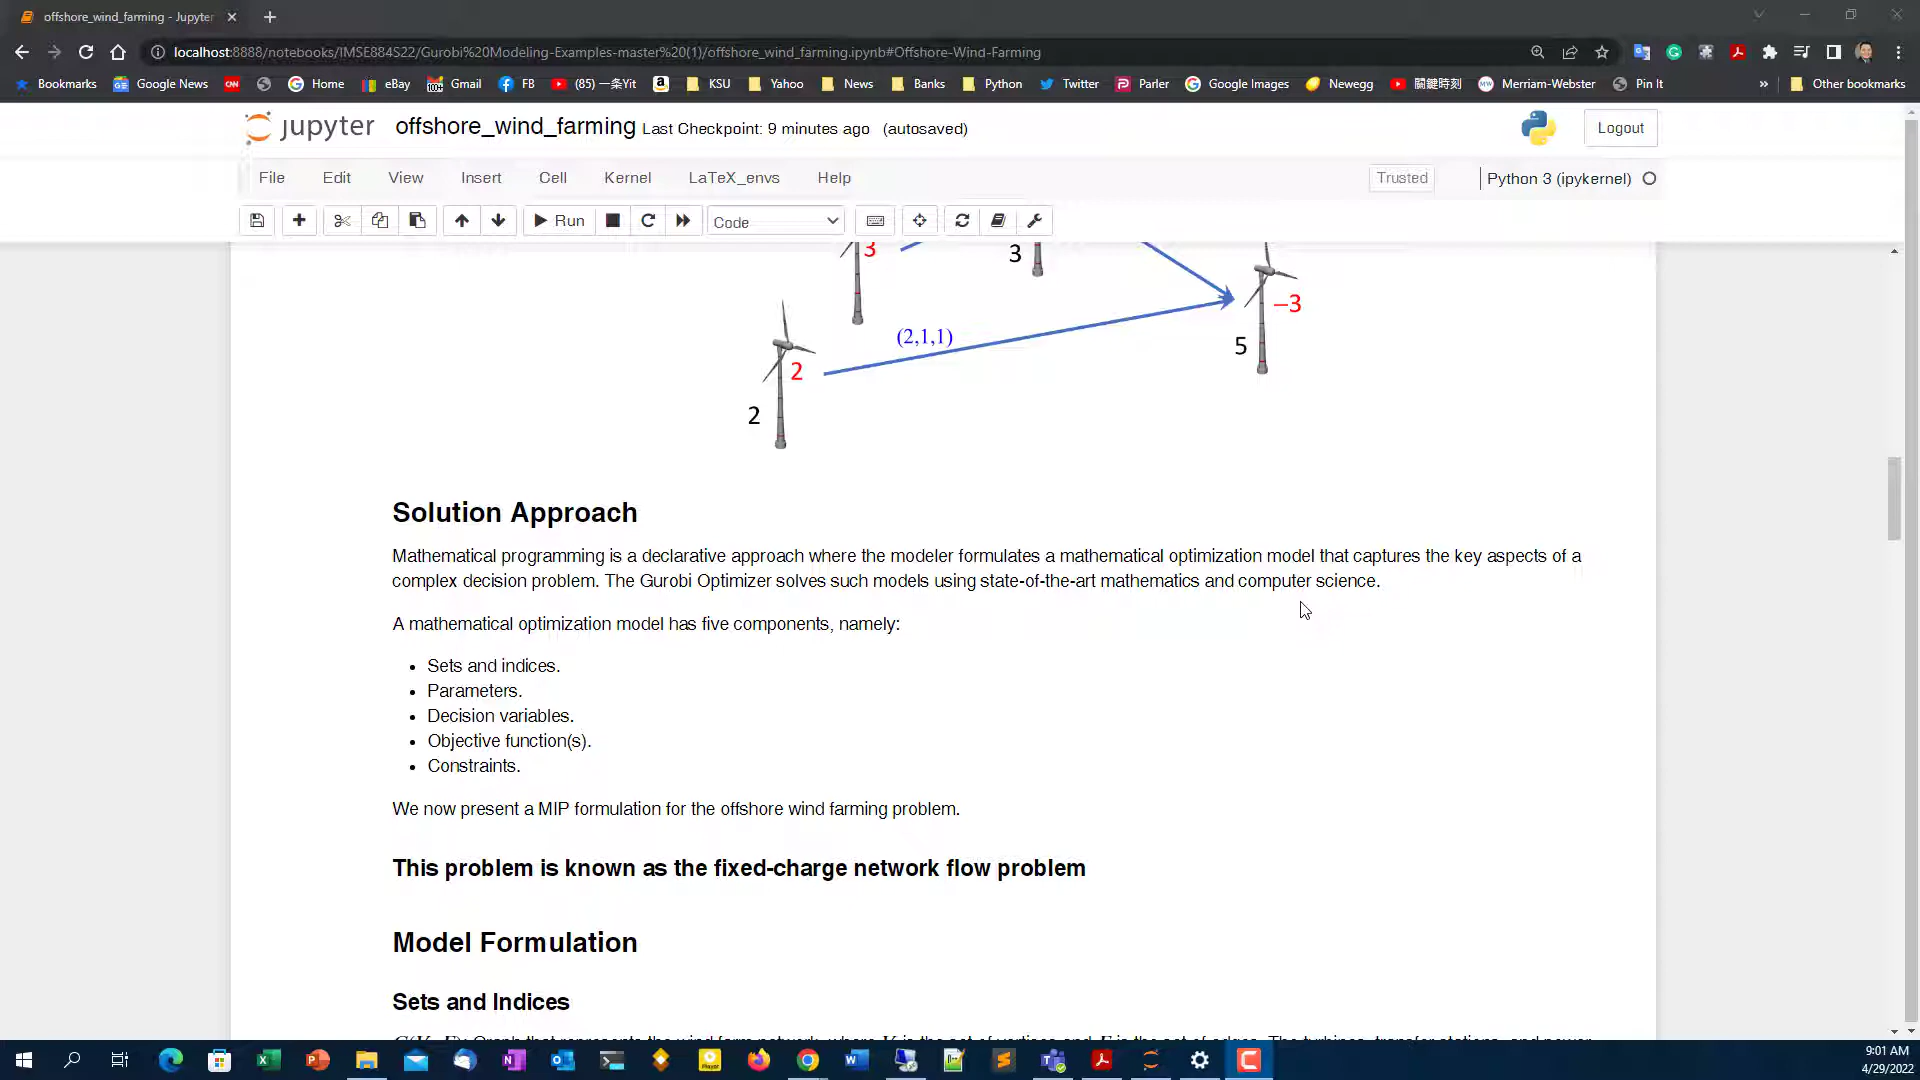 offshore_wind_farming - Jupyter
localhost:8888/notebooks/IMSE884S22/Gurobi%20Modeling-Examples-master%20(1)/offshore_wind_farming.ipynb#Offshore-Wind-Farming
Bookmarks Google News CNN Home eBay 100+ Gmail FB (85) 一条Yit KSU Yahoo News Banks Python Twitter Parler Google Images Newegg 關鍵時刻 Merriam-Webster Pin It » Other bookmarks
jupyter offshore_wind_farming Last Checkpoint: 9 minutes ago (autosaved) Logout
File Edit View Insert Cell Kernel LaTeX_envs Help Trusted Python 3 (ipykernel)
Run Code
3
3
–3
(2,1,1)
5
2
2
Solution Approach
Mathematical programming is a declarative approach where the modeler formulates a mathematical optimization model that captures the key aspects of a
complex decision problem. The Gurobi Optimizer solves such models using state-of-the-art mathematics and computer science.
A mathematical optimization model has five components, namely:
• Sets and indices.
• Parameters.
• Decision variables.
• Objective function(s).
• Constraints.
We now present a MIP formulation for the offshore wind farming problem.
This problem is known as the fixed-charge network flow problem
Model Formulation
Sets and Indices
9:01 AM
4/29/2022